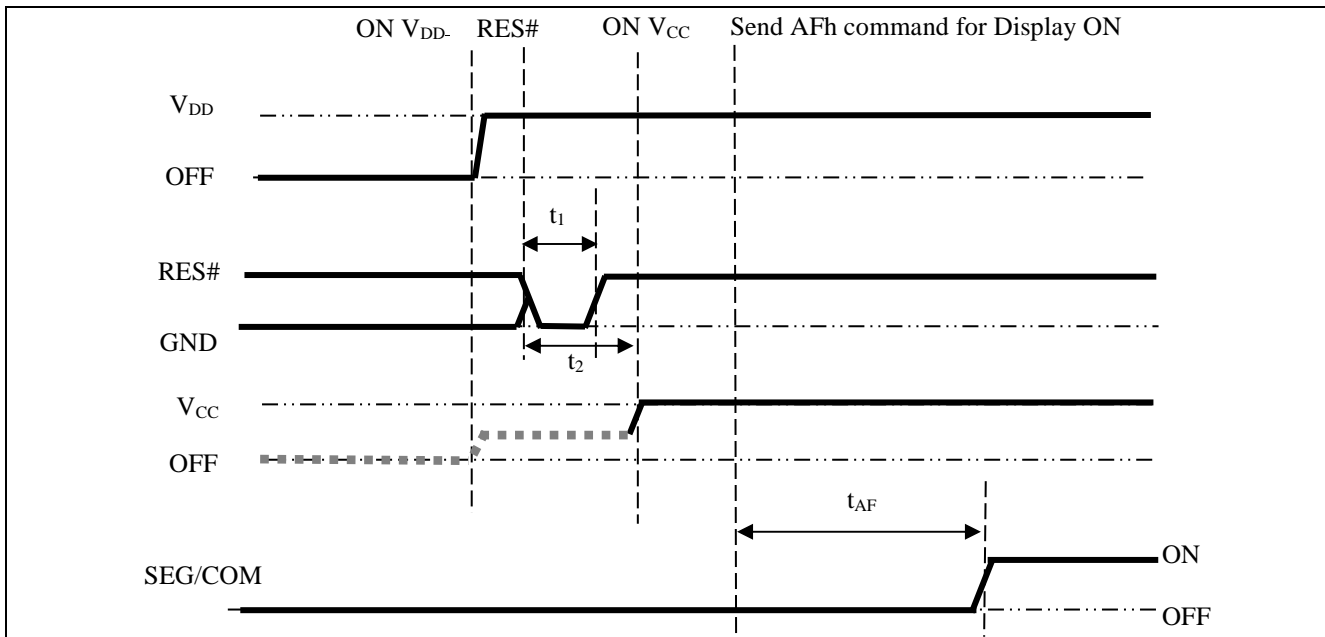 ON VDD- RES# ON VCC Send AFh command for Display ON
VDD
OFF
t1
RES#
GND
t2
VCC
OFF
tAF
ON
SEG/COM
OFF